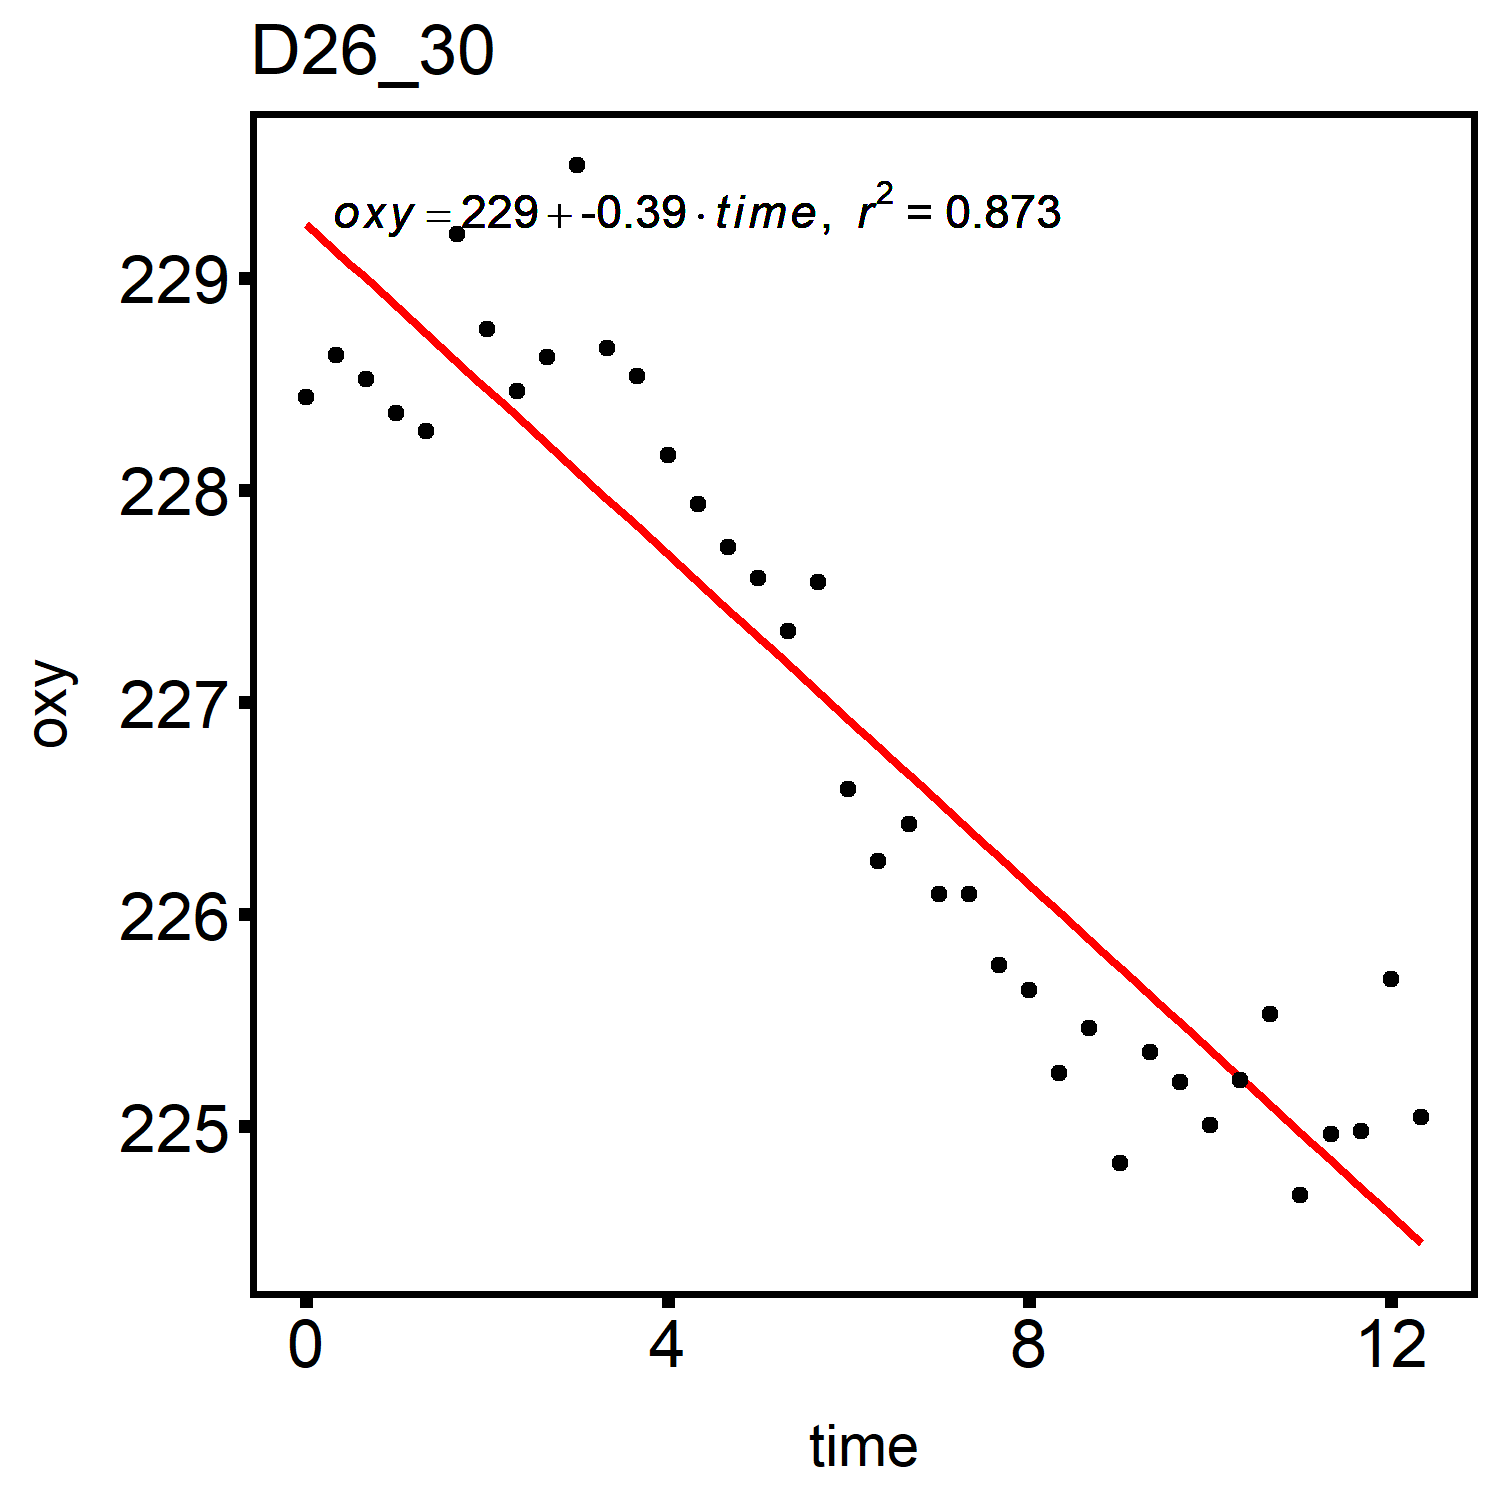 D26_30
oxy = 229 + -0.39 · time, r² = 0.873
229
228
227
226
225
oxy
0 4 8 12
time